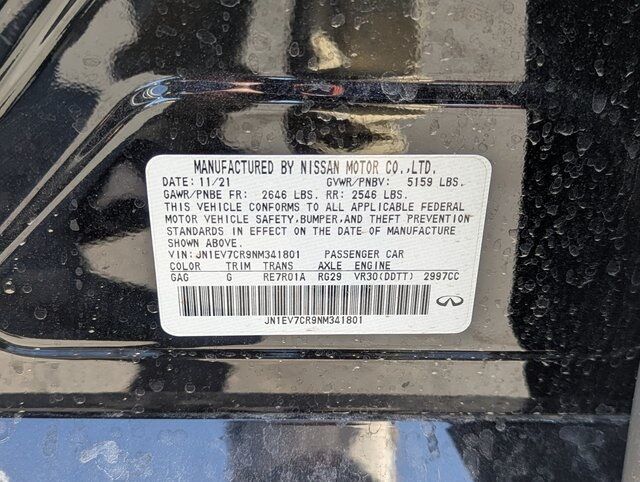 MANUFACTURED BY NISSAN MOTOR CO.,LTD.
DATE: 11/21 GVWR/PNBV: 5159 LBS.
GAWR/PNBE FR: 2646 LBS. RR: 2546 LBS.
THIS VEHICLE CONFORMS TO ALL APPLICABLE FEDERAL
MOTOR VEHICLE SAFETY,BUMPER,AND THEFT PREVENTION
STANDARDS IN EFFECT ON THE DATE OF MANUFACTURE
SHOWN ABOVE.
VIN:JN1EV7CR9NM341801 PASSENGER CAR
COLOR TRIM TRANS AXLE ENGINE
GAG G RE7R01A RG29 VR30(DDTT) 2997CC
JN1EV7CR9NM341801